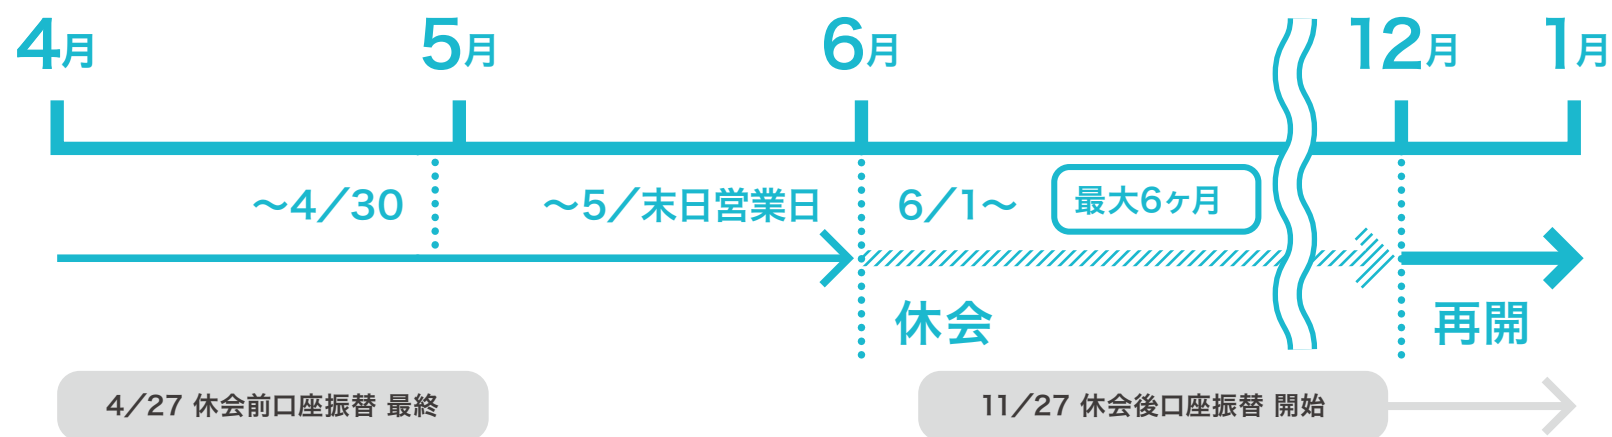 4月 5月 6月 12月 1月
〜4／30 〜5／末日営業日 6／1〜 最大6ヶ月
休会 再開
4／27 休会前口座振替 最終 11／27 休会後口座振替 開始